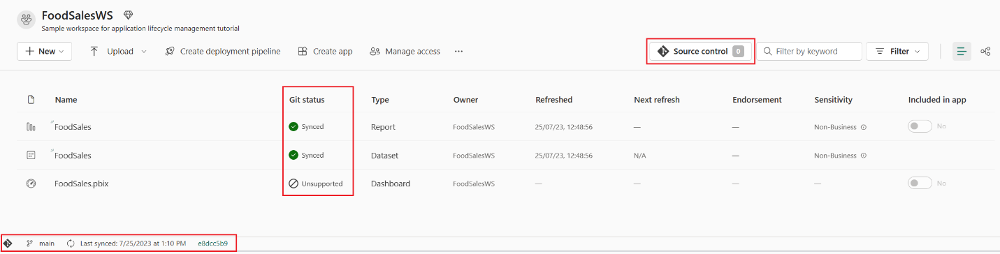 FoodSalesWS
Sample workspace for application lifecycle management tutorial
New Upload Create deployment pipeline Create app Manage access ... Source control 0 Filter by keyword Filter
Name Git status Type Owner Refreshed Next refresh Endorsement Sensitivity Included in app
FoodSales Synced Report FoodSalesWS 25/07/23, 12:48:56 — — Non-Business No
FoodSales Synced Dataset FoodSalesWS 25/07/23, 12:48:56 N/A — Non-Business
FoodSales.pbix Unsupported Dashboard FoodSalesWS — — — — No
main Last synced: 7/25/2023 at 1:10 PM e8dcc5b9